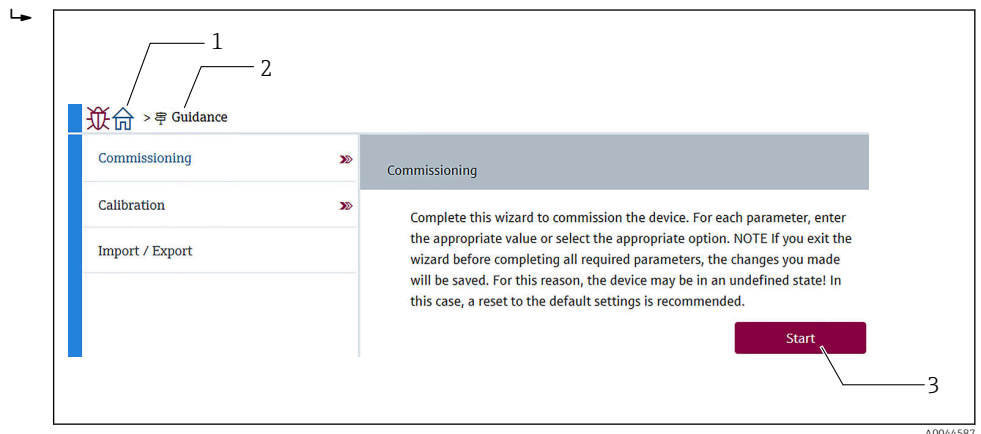 1
2
> Guidance
Commissioning
Calibration
Import / Export
Commissioning
Complete this wizard to commission the device. For each parameter, enter
the appropriate value or select the appropriate option. NOTE If you exit the
wizard before completing all required parameters, the changes you made
will be saved. For this reason, the device may be in an undefined state! In
this case, a reset to the default settings is recommended.
Start
3
A0044587